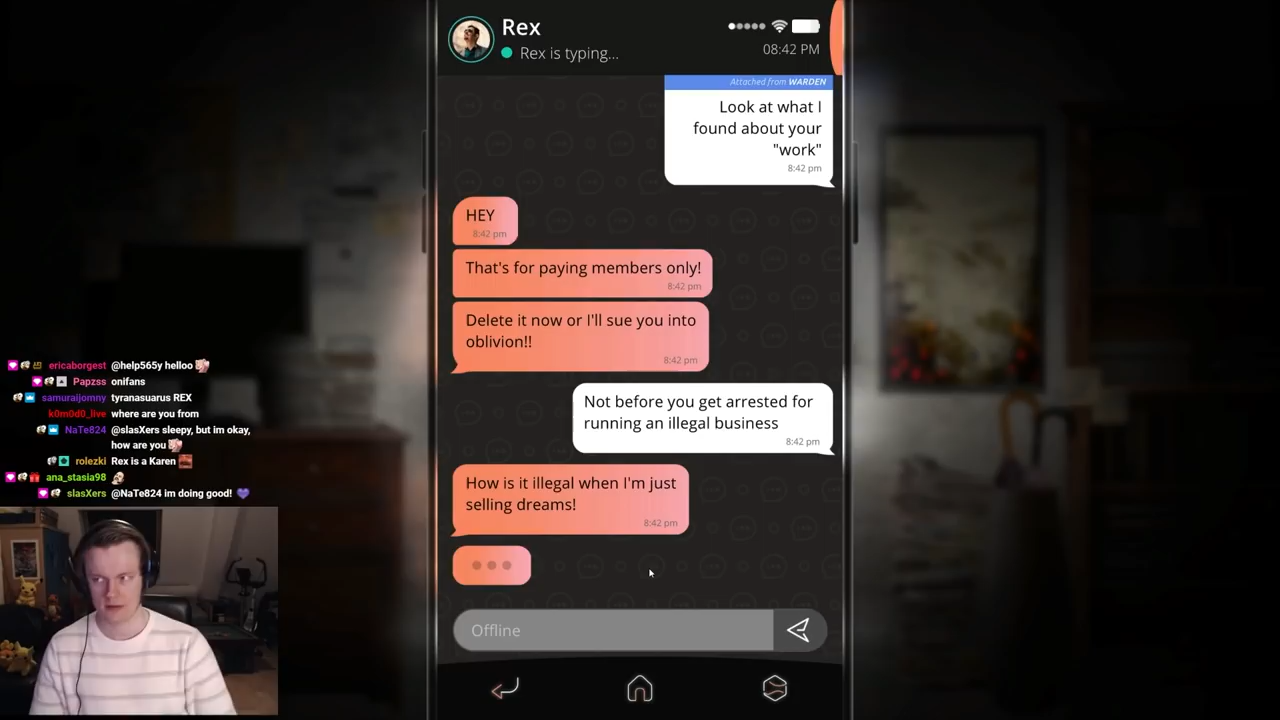 Rex
Rex is typing...
08:42 PM
Attached from WARDEN
Look at what I
found about your
"work"
8:42 pm
HEY
8:42 pm
That's for paying members only!
8:42 pm
Delete it now or I'll sue you into
oblivion!!
8:42 pm
Not before you get arrested for
running an illegal business
8:42 pm
How is it illegal when I'm just
selling dreams!
8:42 pm
Offline
ericaborgest @help565y helloo
Papzss onifans
samuraijomny tyranasuarus REX
k0m0d0_live where are you from
NaTe824 @slasXers sleepy, but im okay,
how are you
rolezki Rex is a Karen
ana_stasia98
slasXers @NaTe824 im doing good!